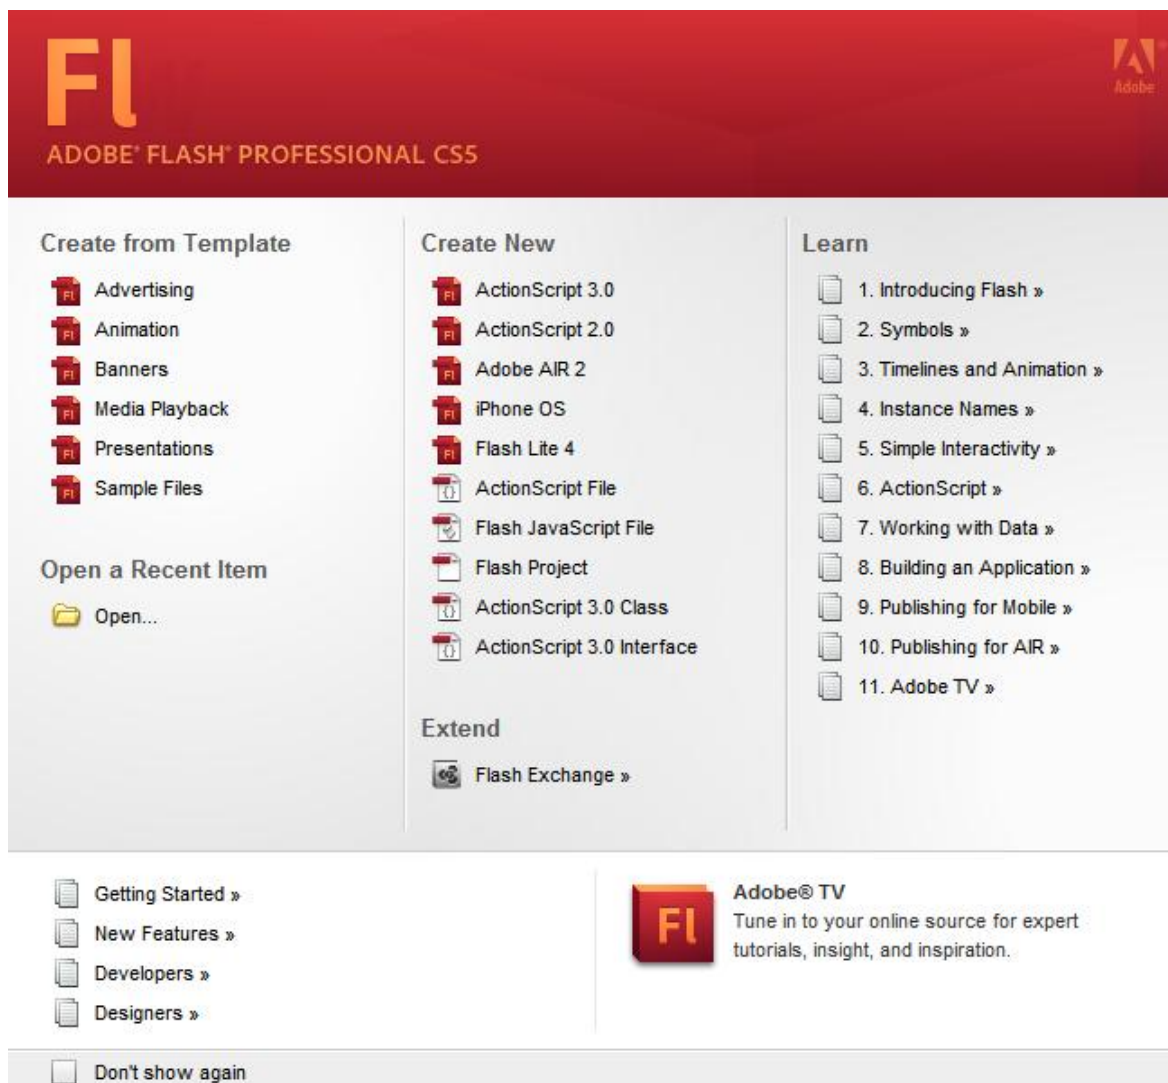 Fl
Adobe
ADOBE® FLASH® PROFESSIONAL CS5
Create from Template
Advertising
Animation
Banners
Media Playback
Presentations
Sample Files
Open a Recent Item
Open...
Create New
ActionScript 3.0
ActionScript 2.0
Adobe AIR 2
iPhone OS
Flash Lite 4
ActionScript File
Flash JavaScript File
Flash Project
ActionScript 3.0 Class
ActionScript 3.0 Interface
Extend
Flash Exchange »
Learn
1. Introducing Flash »
2. Symbols »
3. Timelines and Animation »
4. Instance Names »
5. Simple Interactivity »
6. ActionScript »
7. Working with Data »
8. Building an Application »
9. Publishing for Mobile »
10. Publishing for AIR »
11. Adobe TV »
Getting Started »
New Features »
Developers »
Designers »
Fl
Adobe® TV
Tune in to your online source for expert
tutorials, insight, and inspiration.
Don't show again